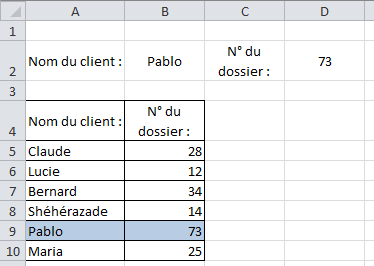 A B C D
1
2 Nom du client : Pablo N° du dossier : 73
3
4 Nom du client : N° du dossier :
5 Claude 28
6 Lucie 12
7 Bernard 34
8 Shéhérazade 14
9 Pablo 73
10 Maria 25